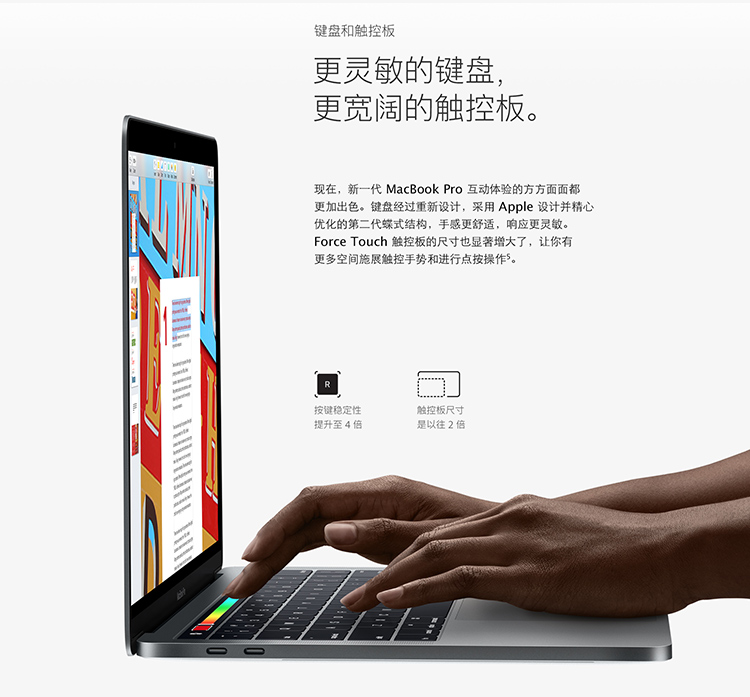 键盘和触控板
更灵敏的键盘，
更宽阔的触控板。
现在，新一代 MacBook Pro 互动体验的方方面面都
更加出色。键盘经过重新设计，采用 Apple 设计并精心
优化的第二代蝶式结构，手感更舒适，响应更灵敏。
Force Touch 触控板的尺寸也显著增大了，让你有
更多空间施展触控手势和进行点按操作⁵。
R
按键稳定性
提升至 4 倍
触控板尺寸
是以往 2 倍